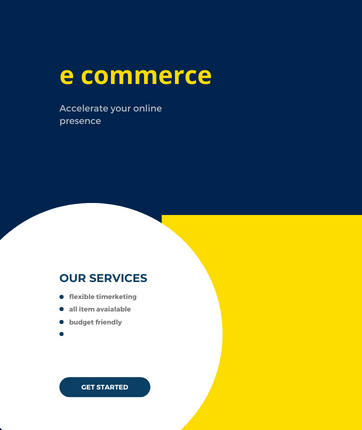 e commerce
Accelerate your online
presence
OUR SERVICES
flexible timerketing
all item avaialable
budget friendly
GET STARTED